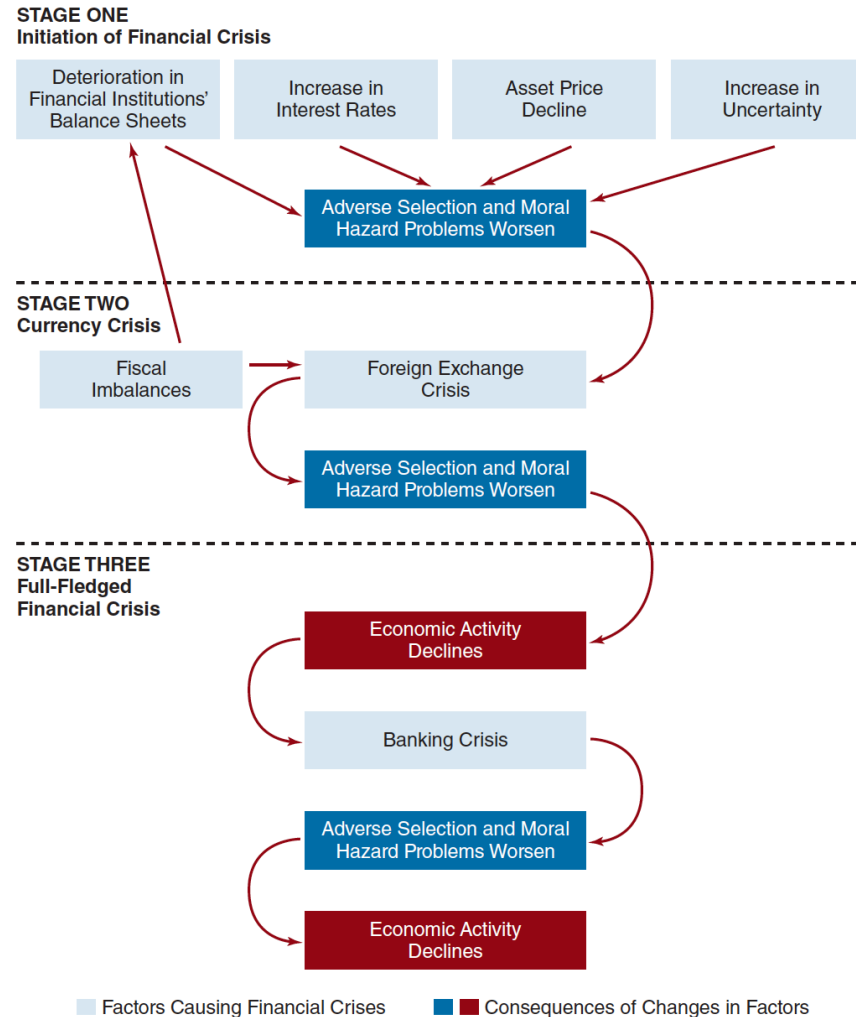 STAGE ONE
Initiation of Financial Crisis
Deterioration in
Financial Institutions’
Balance Sheets
Increase in
Interest Rates
Asset Price
Decline
Increase in
Uncertainty
Adverse Selection and Moral
Hazard Problems Worsen
STAGE TWO
Currency Crisis
Fiscal
Imbalances
Foreign Exchange
Crisis
Adverse Selection and Moral
Hazard Problems Worsen
STAGE THREE
Full-Fledged
Financial Crisis
Economic Activity
Declines
Banking Crisis
Adverse Selection and Moral
Hazard Problems Worsen
Economic Activity
Declines
Factors Causing Financial Crises
Consequences of Changes in Factors